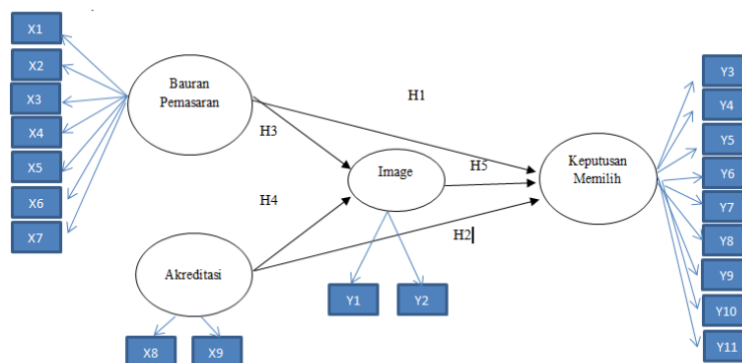 X1
X2
X3
X4
X5
X6
X7
Bauran
Pemasaran
H1
H3
Image
H5
Keputusan
Memilih
H4
H2
Akreditasi
X8
X9
Y1
Y2
Y3
Y4
Y5
Y6
Y7
Y8
Y9
Y10
Y11